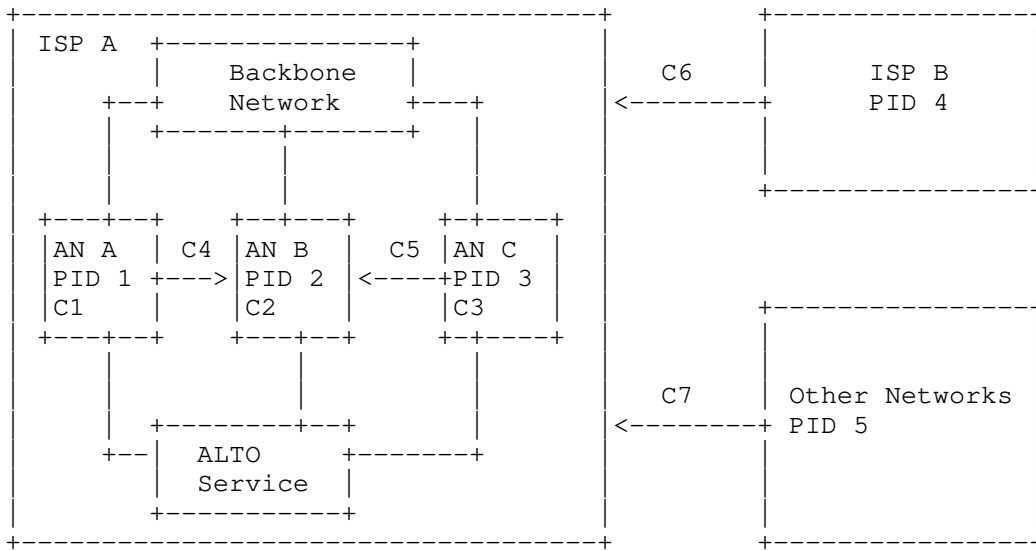 ISP A
Backbone
Network
C6
ISP B
PID 4
AN A
PID 1
C1
C4
AN B
PID 2
C2
C5
AN C
PID 3
C3
C7
Other Networks
PID 5
ALTO
Service